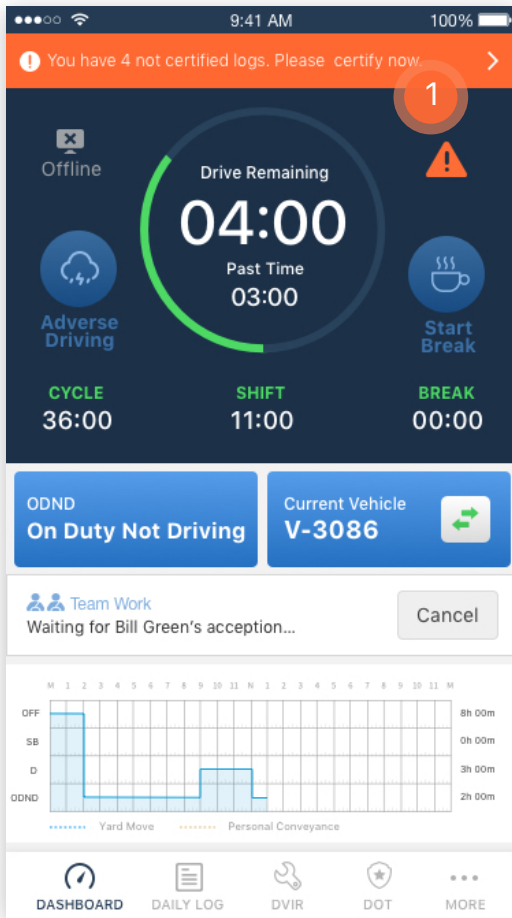 9:41 AM 100%
You have 4 not certified logs. Please certify now.
1
Offline
Drive Remaining
04:00
Past Time
03:00
Adverse
Driving
Start
Break
CYCLE SHIFT BREAK
36:00 11:00 00:00
ODND
On Duty Not Driving
Current Vehicle
V-3086
Team Work
Waiting for Bill Green's acception...
Cancel
M 1 2 3 4 5 6 7 8 9 10 11 N 1 2 3 4 5 6 7 8 9 10 11 M
OFF 8h 00m
SB 0h 00m
D 3h 00m
ODND 2h 00m
Yard Move Personal Conveyance
DASHBOARD DAILY LOG DVIR DOT MORE